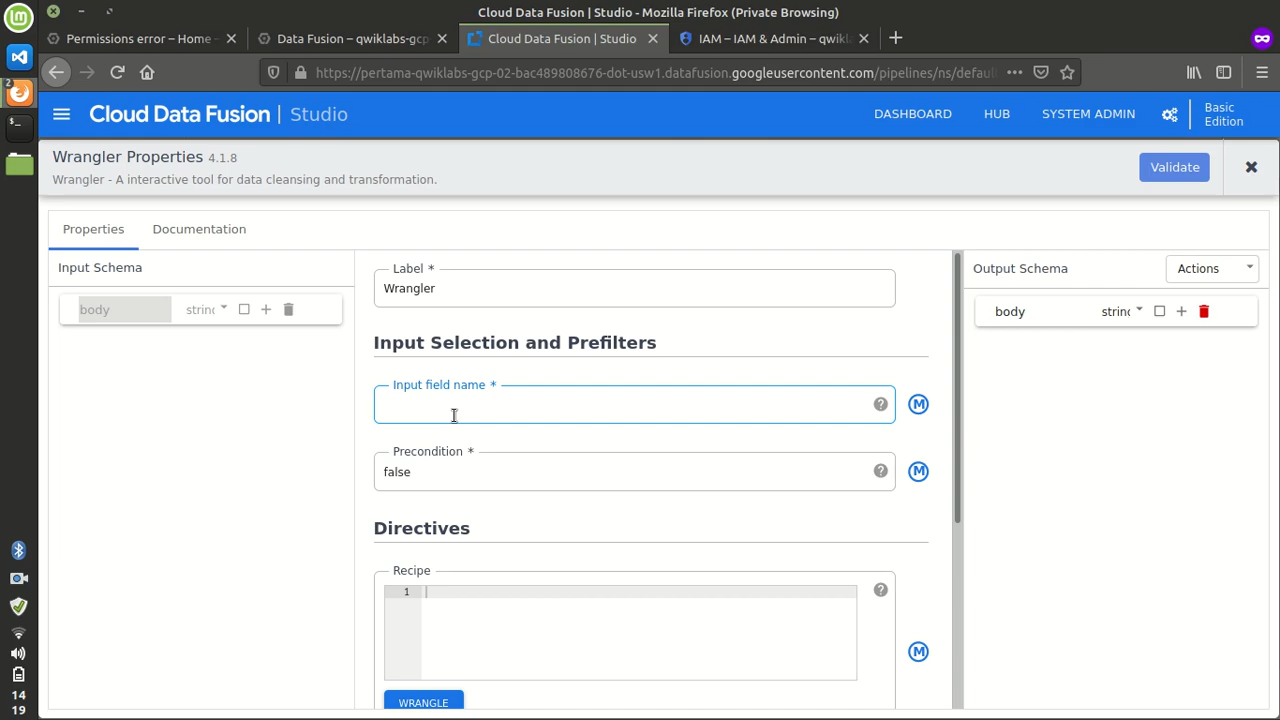 Cloud Data Fusion | Studio - Mozilla Firefox (Private Browsing)
Permissions error – Home -
Data Fusion – qwiklabs-gcp
Cloud Data Fusion | Studio
IAM – IAM & Admin – qwikl
https://pertama-qwiklabs-gcp-02-bac489808676-dot-usw1.datafusion.googleusercontent.com/pipelines/ns/defau
Cloud Data Fusion | Studio
DASHBOARD
HUB
SYSTEM ADMIN
Basic
Edition
Wrangler Properties 4.1.8
Wrangler - A interactive tool for data cleansing and transformation.
Validate
Properties
Documentation
Input Schema
body
string
Label *
Wrangler
Input Selection and Prefilters
Input field name *
M
Precondition *
false
M
Directives
Recipe
1
M
WRANGLE
Output Schema
Actions
body
string
2
14
19